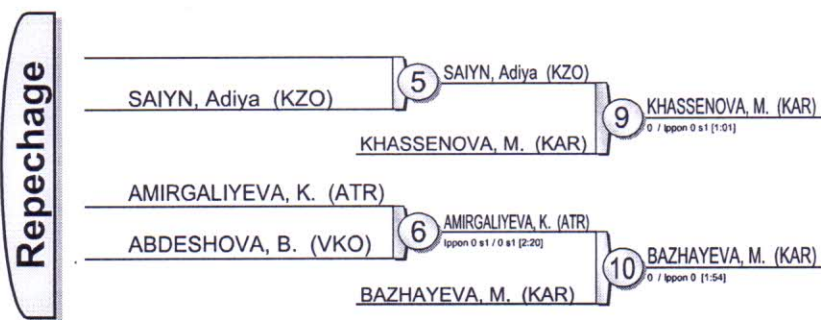 Repechage
SAIYN, Adiya (KZO)
5
SAIYN, Adiya (KZO)
KHASSENOVA, M. (KAR)
9
KHASSENOVA, M. (KAR)
0 / Ippon 0 s1 [1:01]
AMIRGALIYEVA, K. (ATR)
ABDESHOVA, B. (VKO)
6
AMIRGALIYEVA, K. (ATR)
Ippon 0 s1 / 0 s1 [2:20]
BAZHAYEVA, M. (KAR)
10
BAZHAYEVA, M. (KAR)
0 / Ippon 0 [1:54]